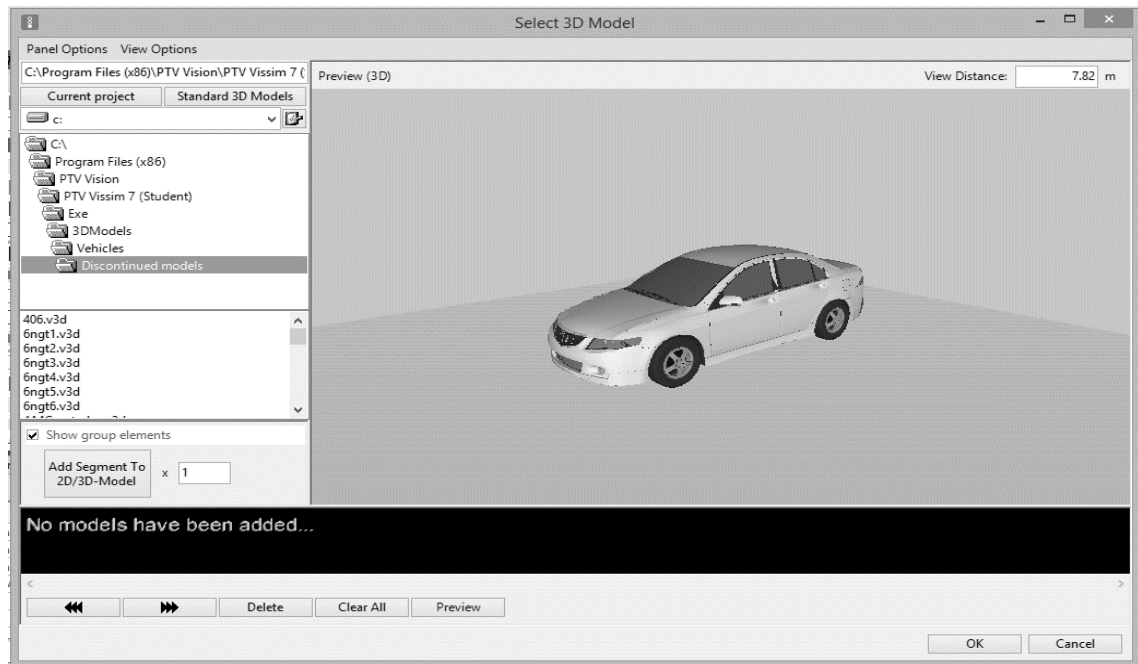 Select 3D Model
Panel Options View Options
C:\Program Files (x86)\PTV Vision\PTV Vissim 7 (
Preview (3D)
View Distance: 7.82 m
Current project Standard 3D Models
c:
C:\
Program Files (x86)
PTV Vision
PTV Vissim 7 (Student)
Exe
3DModels
Vehicles
Discontinued models
406.v3d
6ngt1.v3d
6ngt2.v3d
6ngt3.v3d
6ngt4.v3d
6ngt5.v3d
6ngt6.v3d
Show group elements
Add Segment To
2D/3D-Model
x 1
No models have been added...
Delete Clear All Preview
OK Cancel